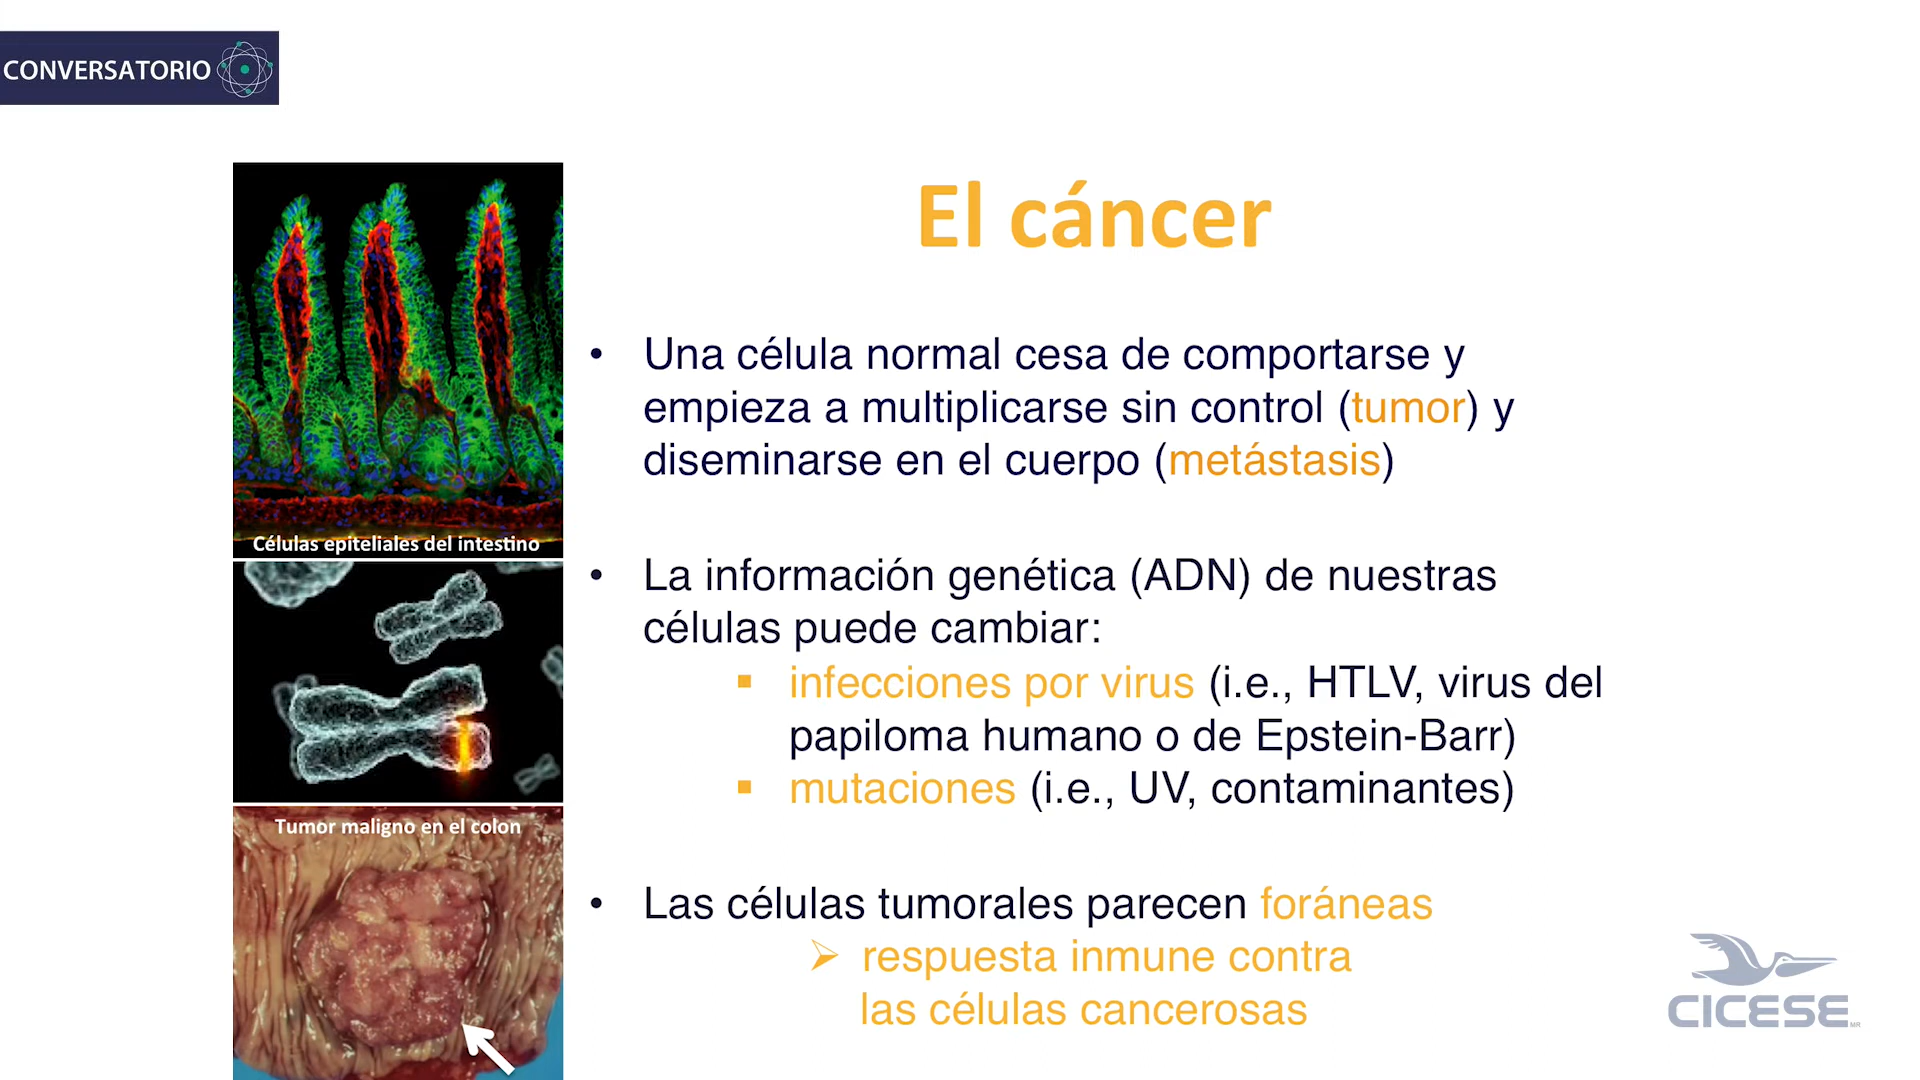 CONVERSATORIO
El cáncer
• Una célula normal cesa de comportarse y
empieza a multiplicarse sin control (tumor) y
diseminarse en el cuerpo (metástasis)
Células epiteliales del intestino
• La información genética (ADN) de nuestras
células puede cambiar:
▪ infecciones por virus (i.e., HTLV, virus del
papiloma humano o de Epstein-Barr)
▪ mutaciones (i.e., UV, contaminantes)
Tumor maligno en el colon
• Las células tumorales parecen foráneas
➢ respuesta inmune contra
las células cancerosas
CICESE MR